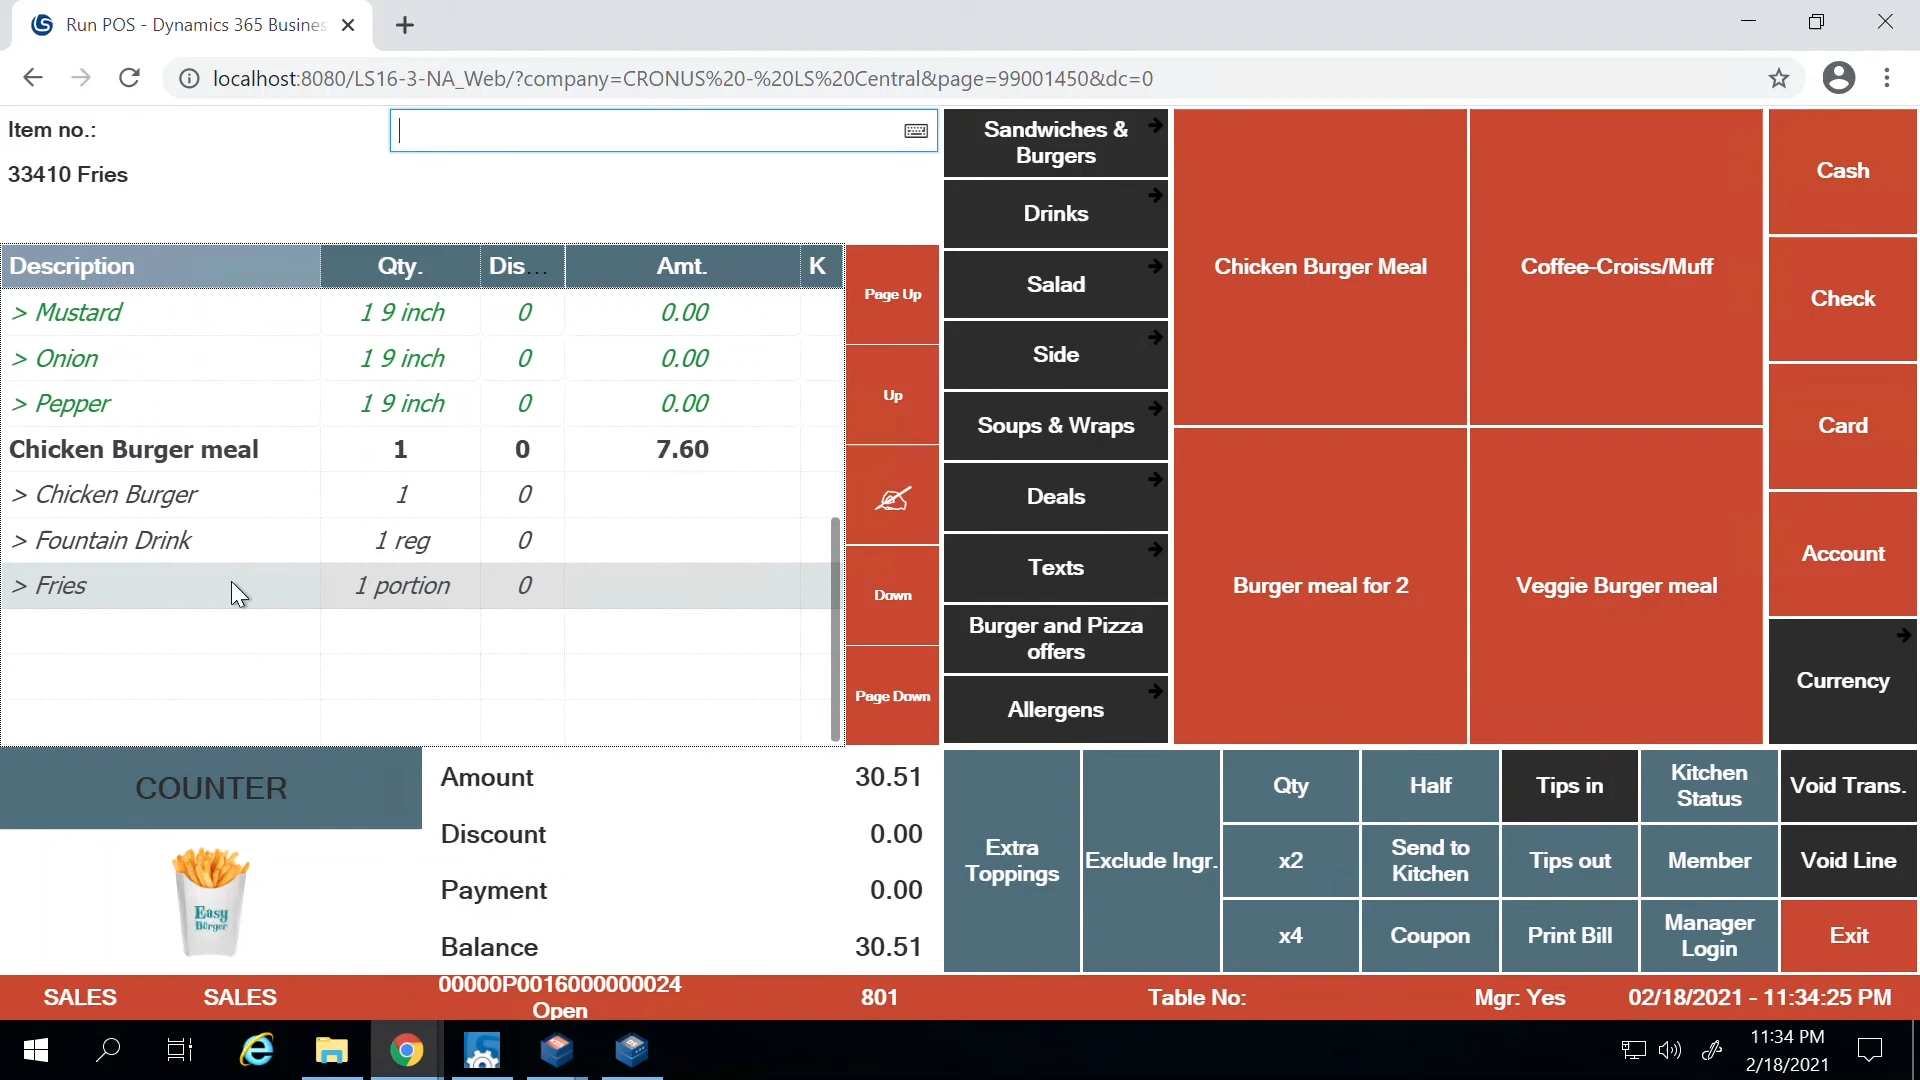 Run POS - Dynamics 365 Busines
localhost:8080/LS16-3-NA_Web/?company=CRONUS%20-%20LS%20Central&page=99001450&dc=0
Item no.:
33410 Fries
Description Qty. Dis... Amt. K
> Mustard 1 9 inch 0 0.00
> Onion 1 9 inch 0 0.00
> Pepper 1 9 inch 0 0.00
Chicken Burger meal 1 0 7.60
> Chicken Burger 1 0
> Fountain Drink 1 reg 0
> Fries 1 portion 0
Page Up
Up
Down
Page Down
Sandwiches &
Burgers
Drinks
Salad
Side
Soups & Wraps
Deals
Texts
Burger and Pizza
offers
Allergens
Chicken Burger Meal
Coffee-Croiss/Muff
Burger meal for 2
Veggie Burger meal
Cash
Check
Card
Account
Currency
COUNTER
Easy
Bürger
Amount 30.51
Discount 0.00
Payment 0.00
Balance 30.51
Extra
Toppings
Exclude Ingr.
Qty
x2
x4
Half
Send to
Kitchen
Coupon
Tips in
Tips out
Print Bill
Kitchen
Status
Member
Manager
Login
Void Trans.
Void Line
Exit
SALES
SALES
00000P0016000000024
Open
801
Table No:
Mgr: Yes
02/18/2021 - 11:34:25 PM
11:34 PM
2/18/2021